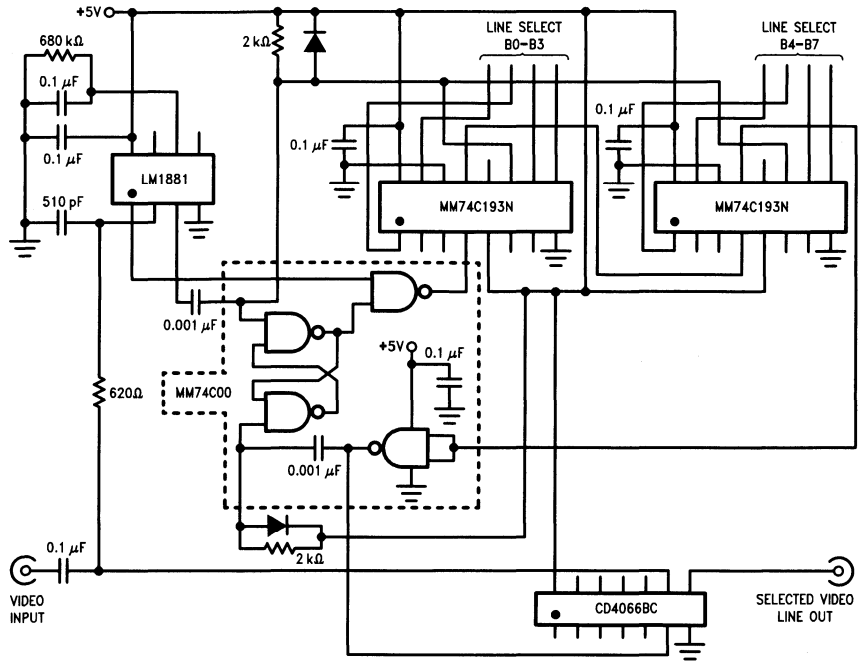 +5V
680 kΩ
0.1 μF
0.1 μF
LM1881
510 pF
2 kΩ
LINE SELECT
B0-B3
0.1 μF
MM74C193N
LINE SELECT
B4-B7
0.1 μF
MM74C193N
0.001 μF
MM74C00
620Ω
+5V
0.1 μF
0.001 μF
2 kΩ
0.1 μF
VIDEO
INPUT
CD4066BC
SELECTED VIDEO
LINE OUT